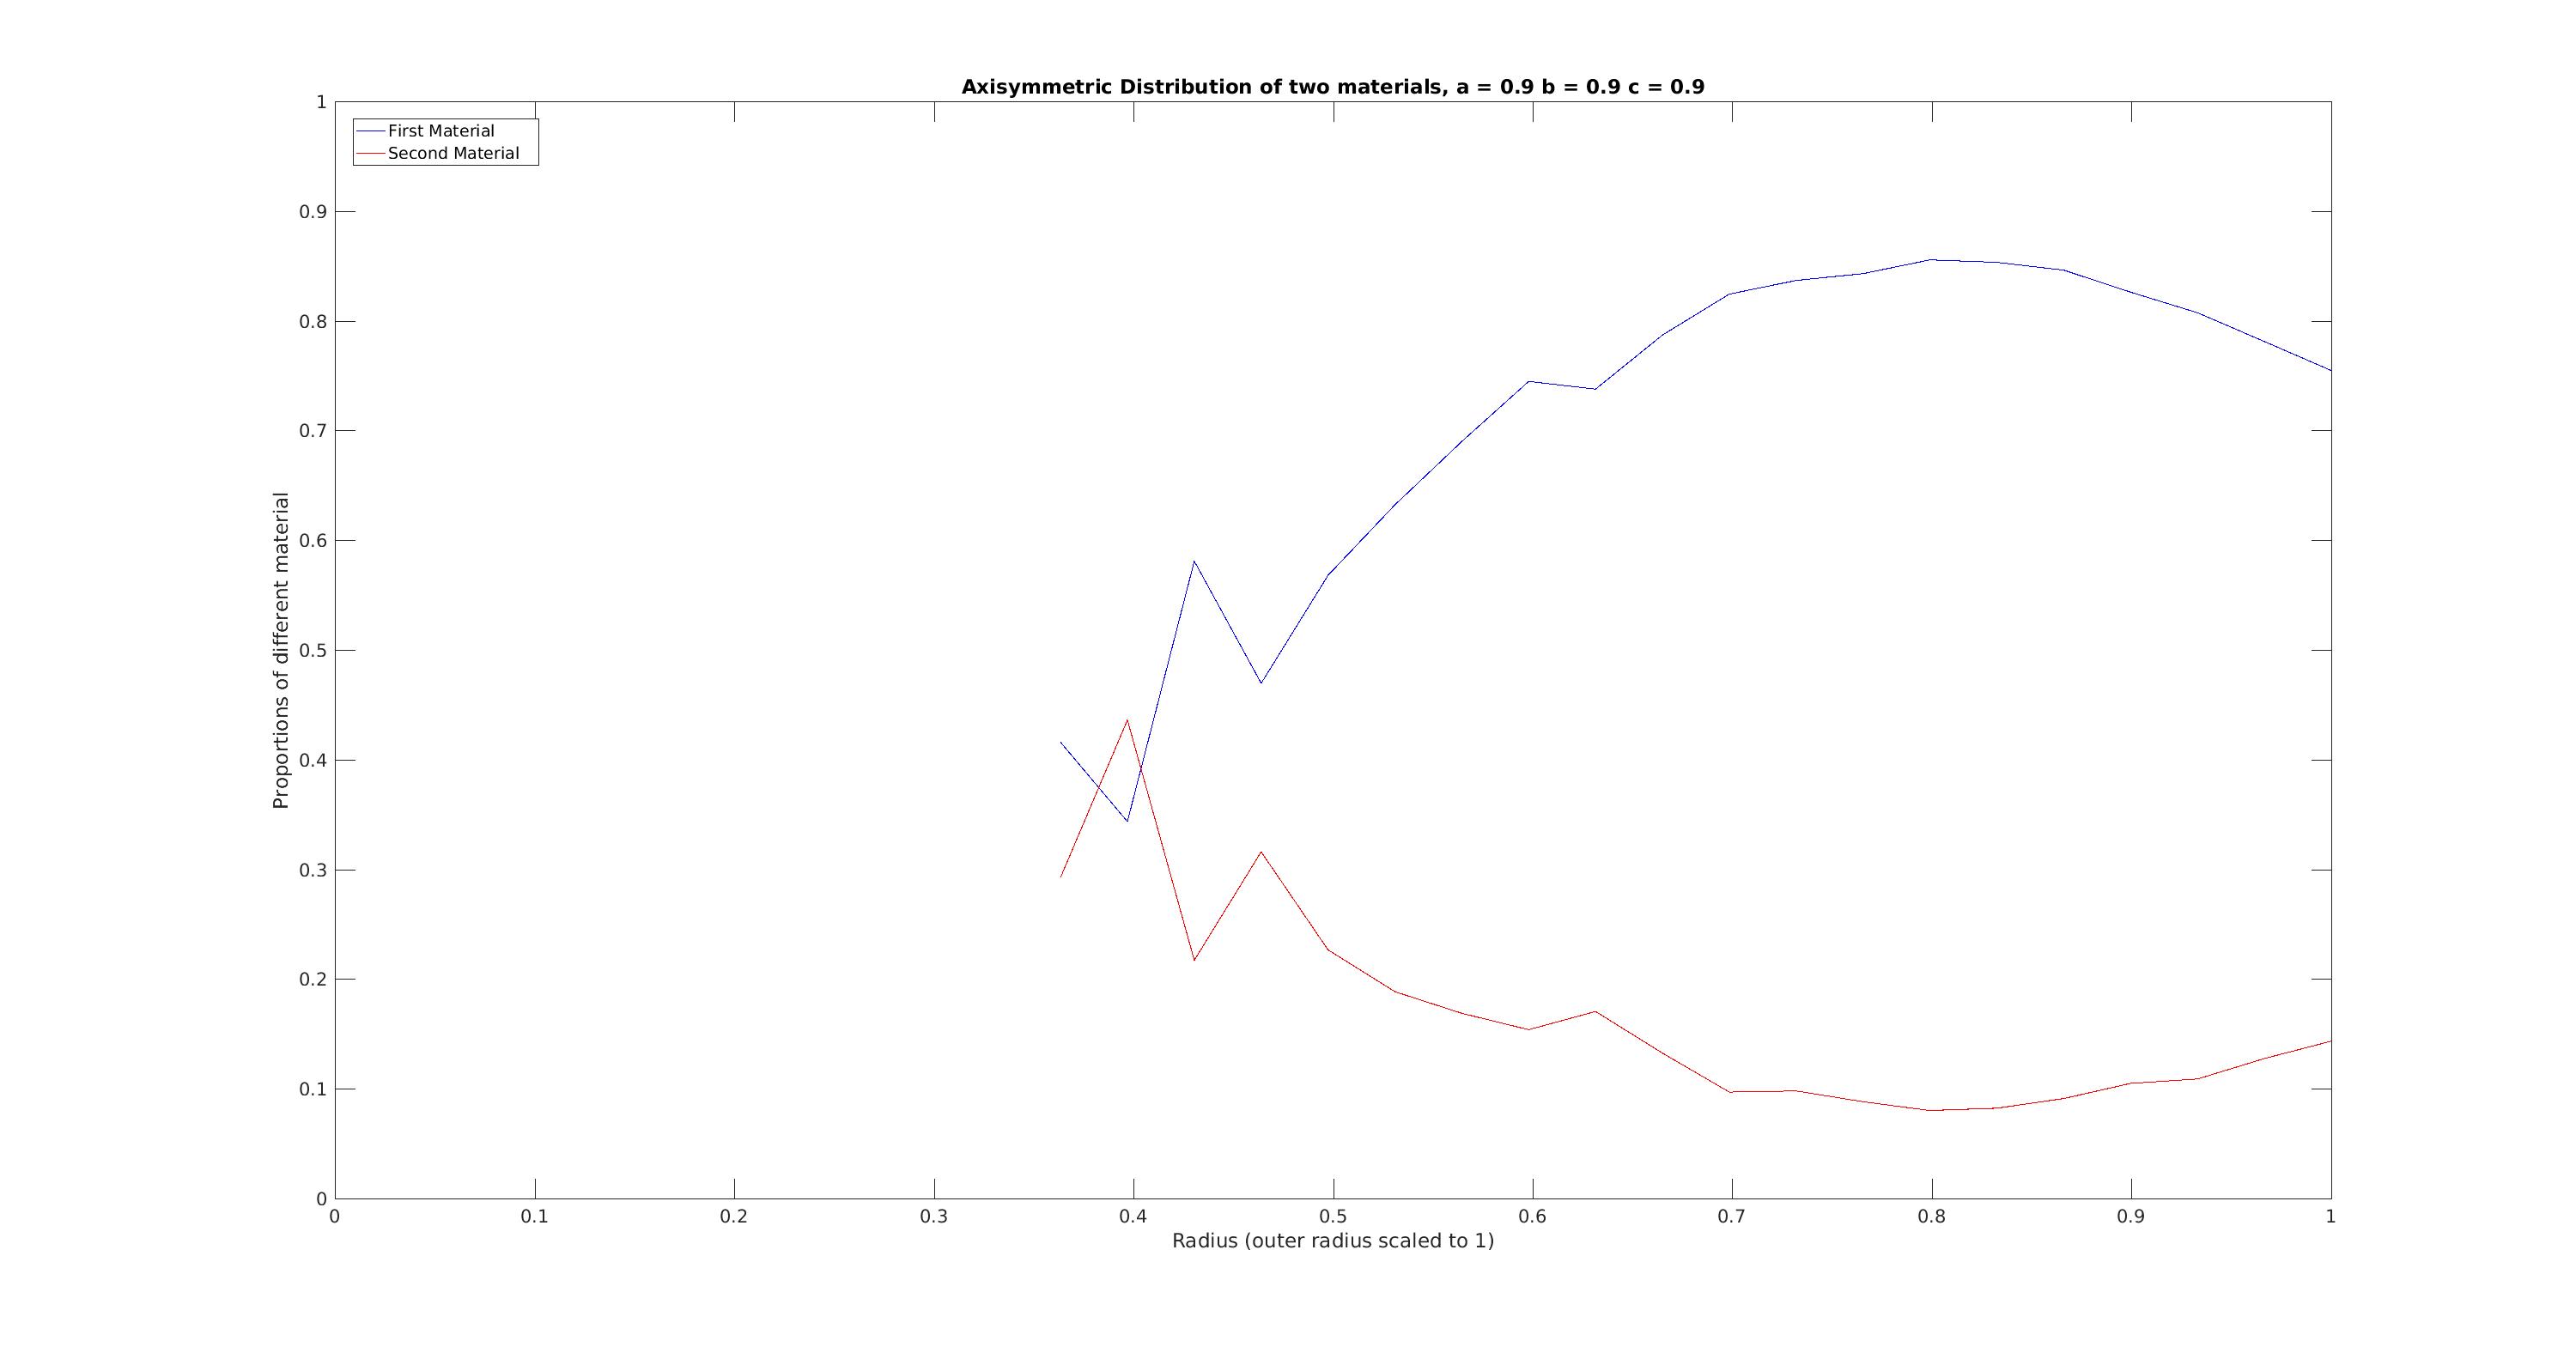 Axisymmetric Distribution of two materials, a = 0.9 b = 0.9 c = 0.9
First Material
Second Material
1
0.9
0.8
0.7
0.6
0.5
0.4
0.3
0.2
0.1
0
Proportions of different material
0 0.1 0.2 0.3 0.4 0.5 0.6 0.7 0.8 0.9 1
Radius (outer radius scaled to 1)